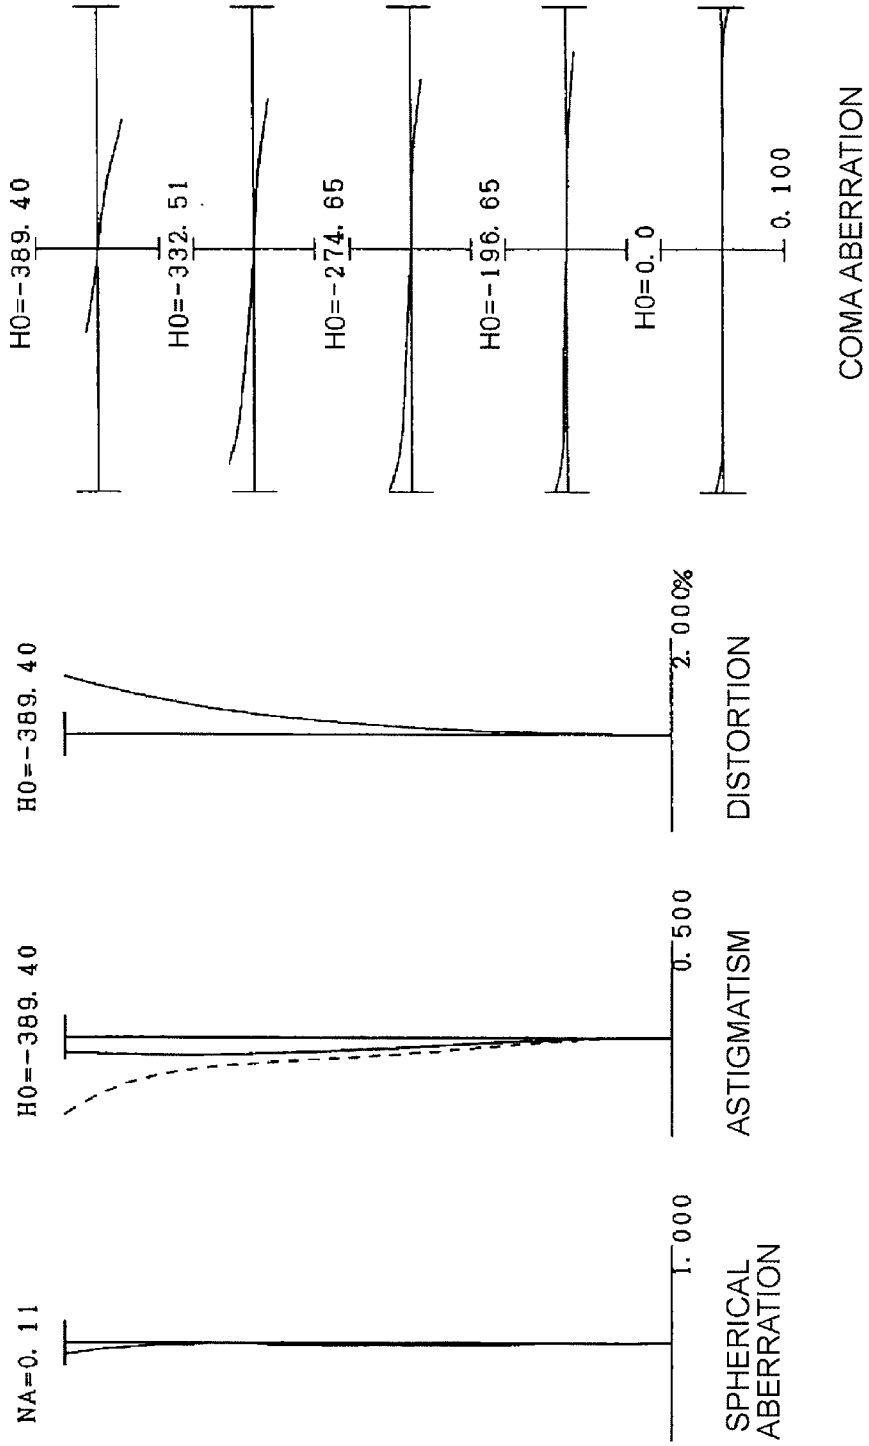 NA=0.11
1.000
SPHERICAL
ABERRATION
H0=-389.40
0.500
ASTIGMATISM
H0=-389.40
2.000%
DISTORTION
H0=-389.40
H0=-332.51
H0=-274.65
H0=-196.65
H0=0.0
0.100
COMA ABERRATION